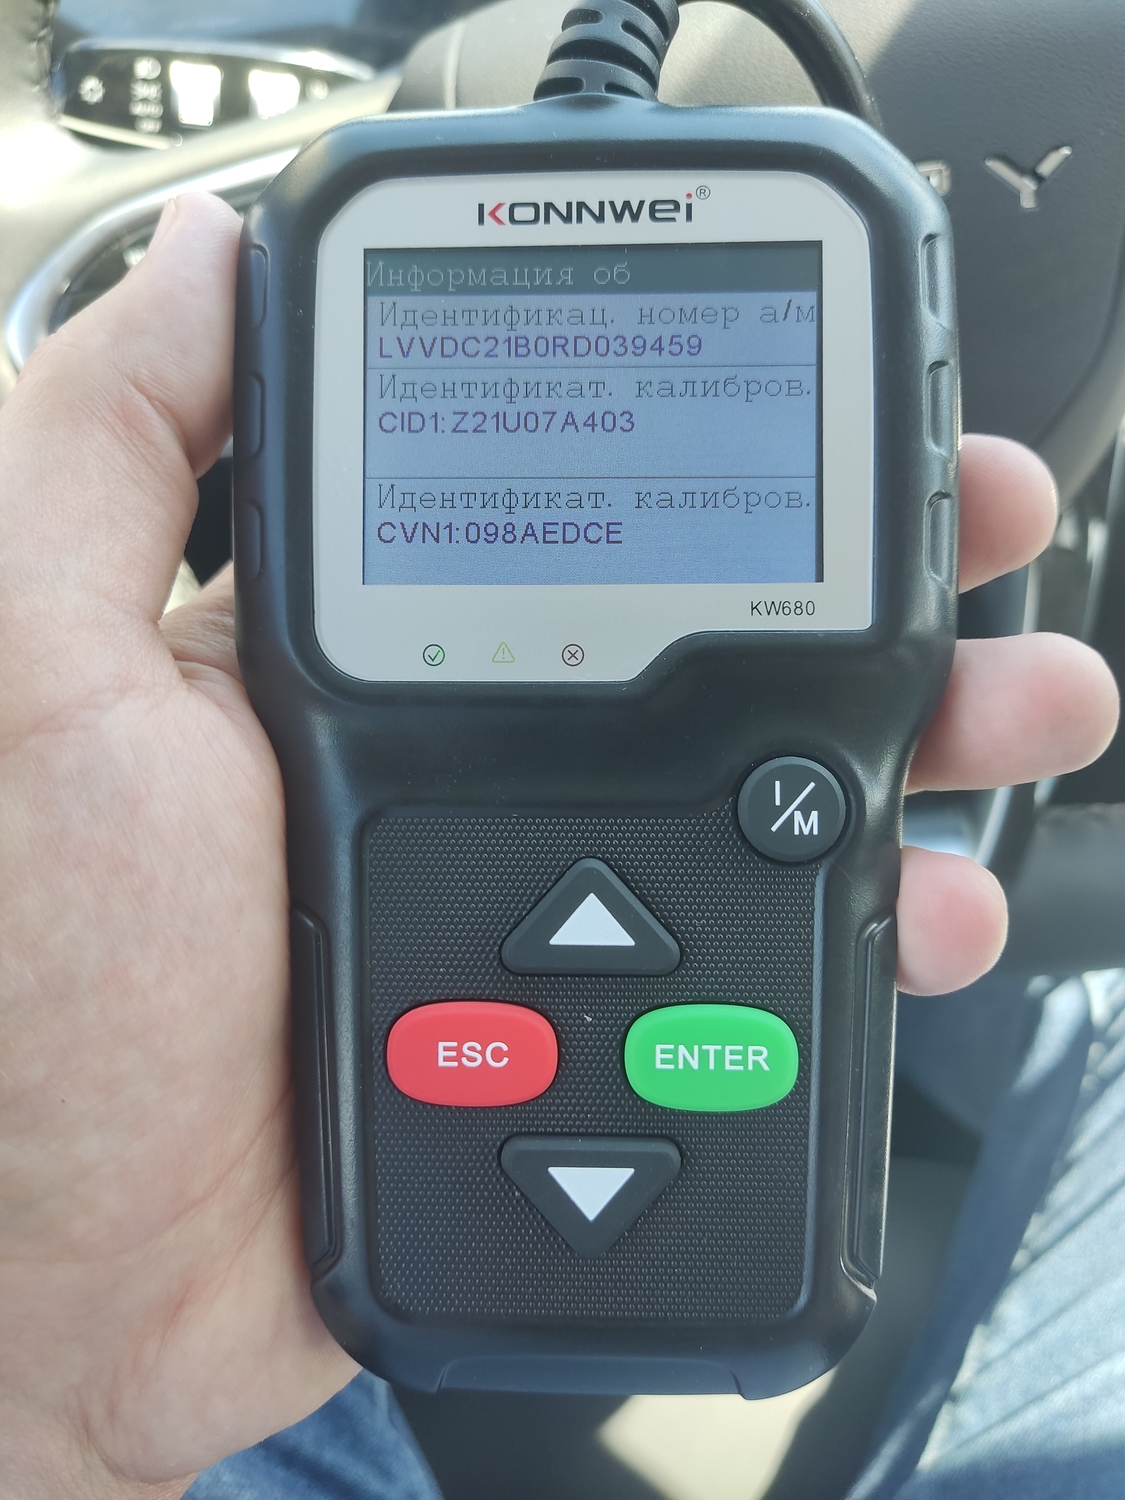 KONNWEI®
Информация об
Идентификац. номер а/м
LVVDC21B0RD039459
Идентификат. калибров.
CID1:Z21U07A403
Идентификат. калибров.
CVN1:098AEDCE
KW680
I/M
ESC
ENTER